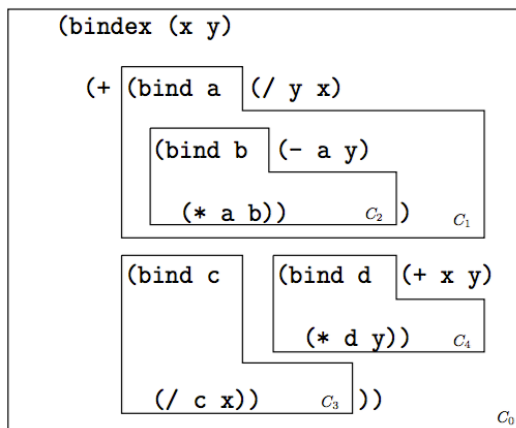 (bindex (x y)
(+ (bind a (/ y x)
(bind b (- a y)
(* a b)) C₂ ) C₁
(bind c (bind d (+ x y)
(* d y)) C₄
(/ c x)) C₃ ))
C₀